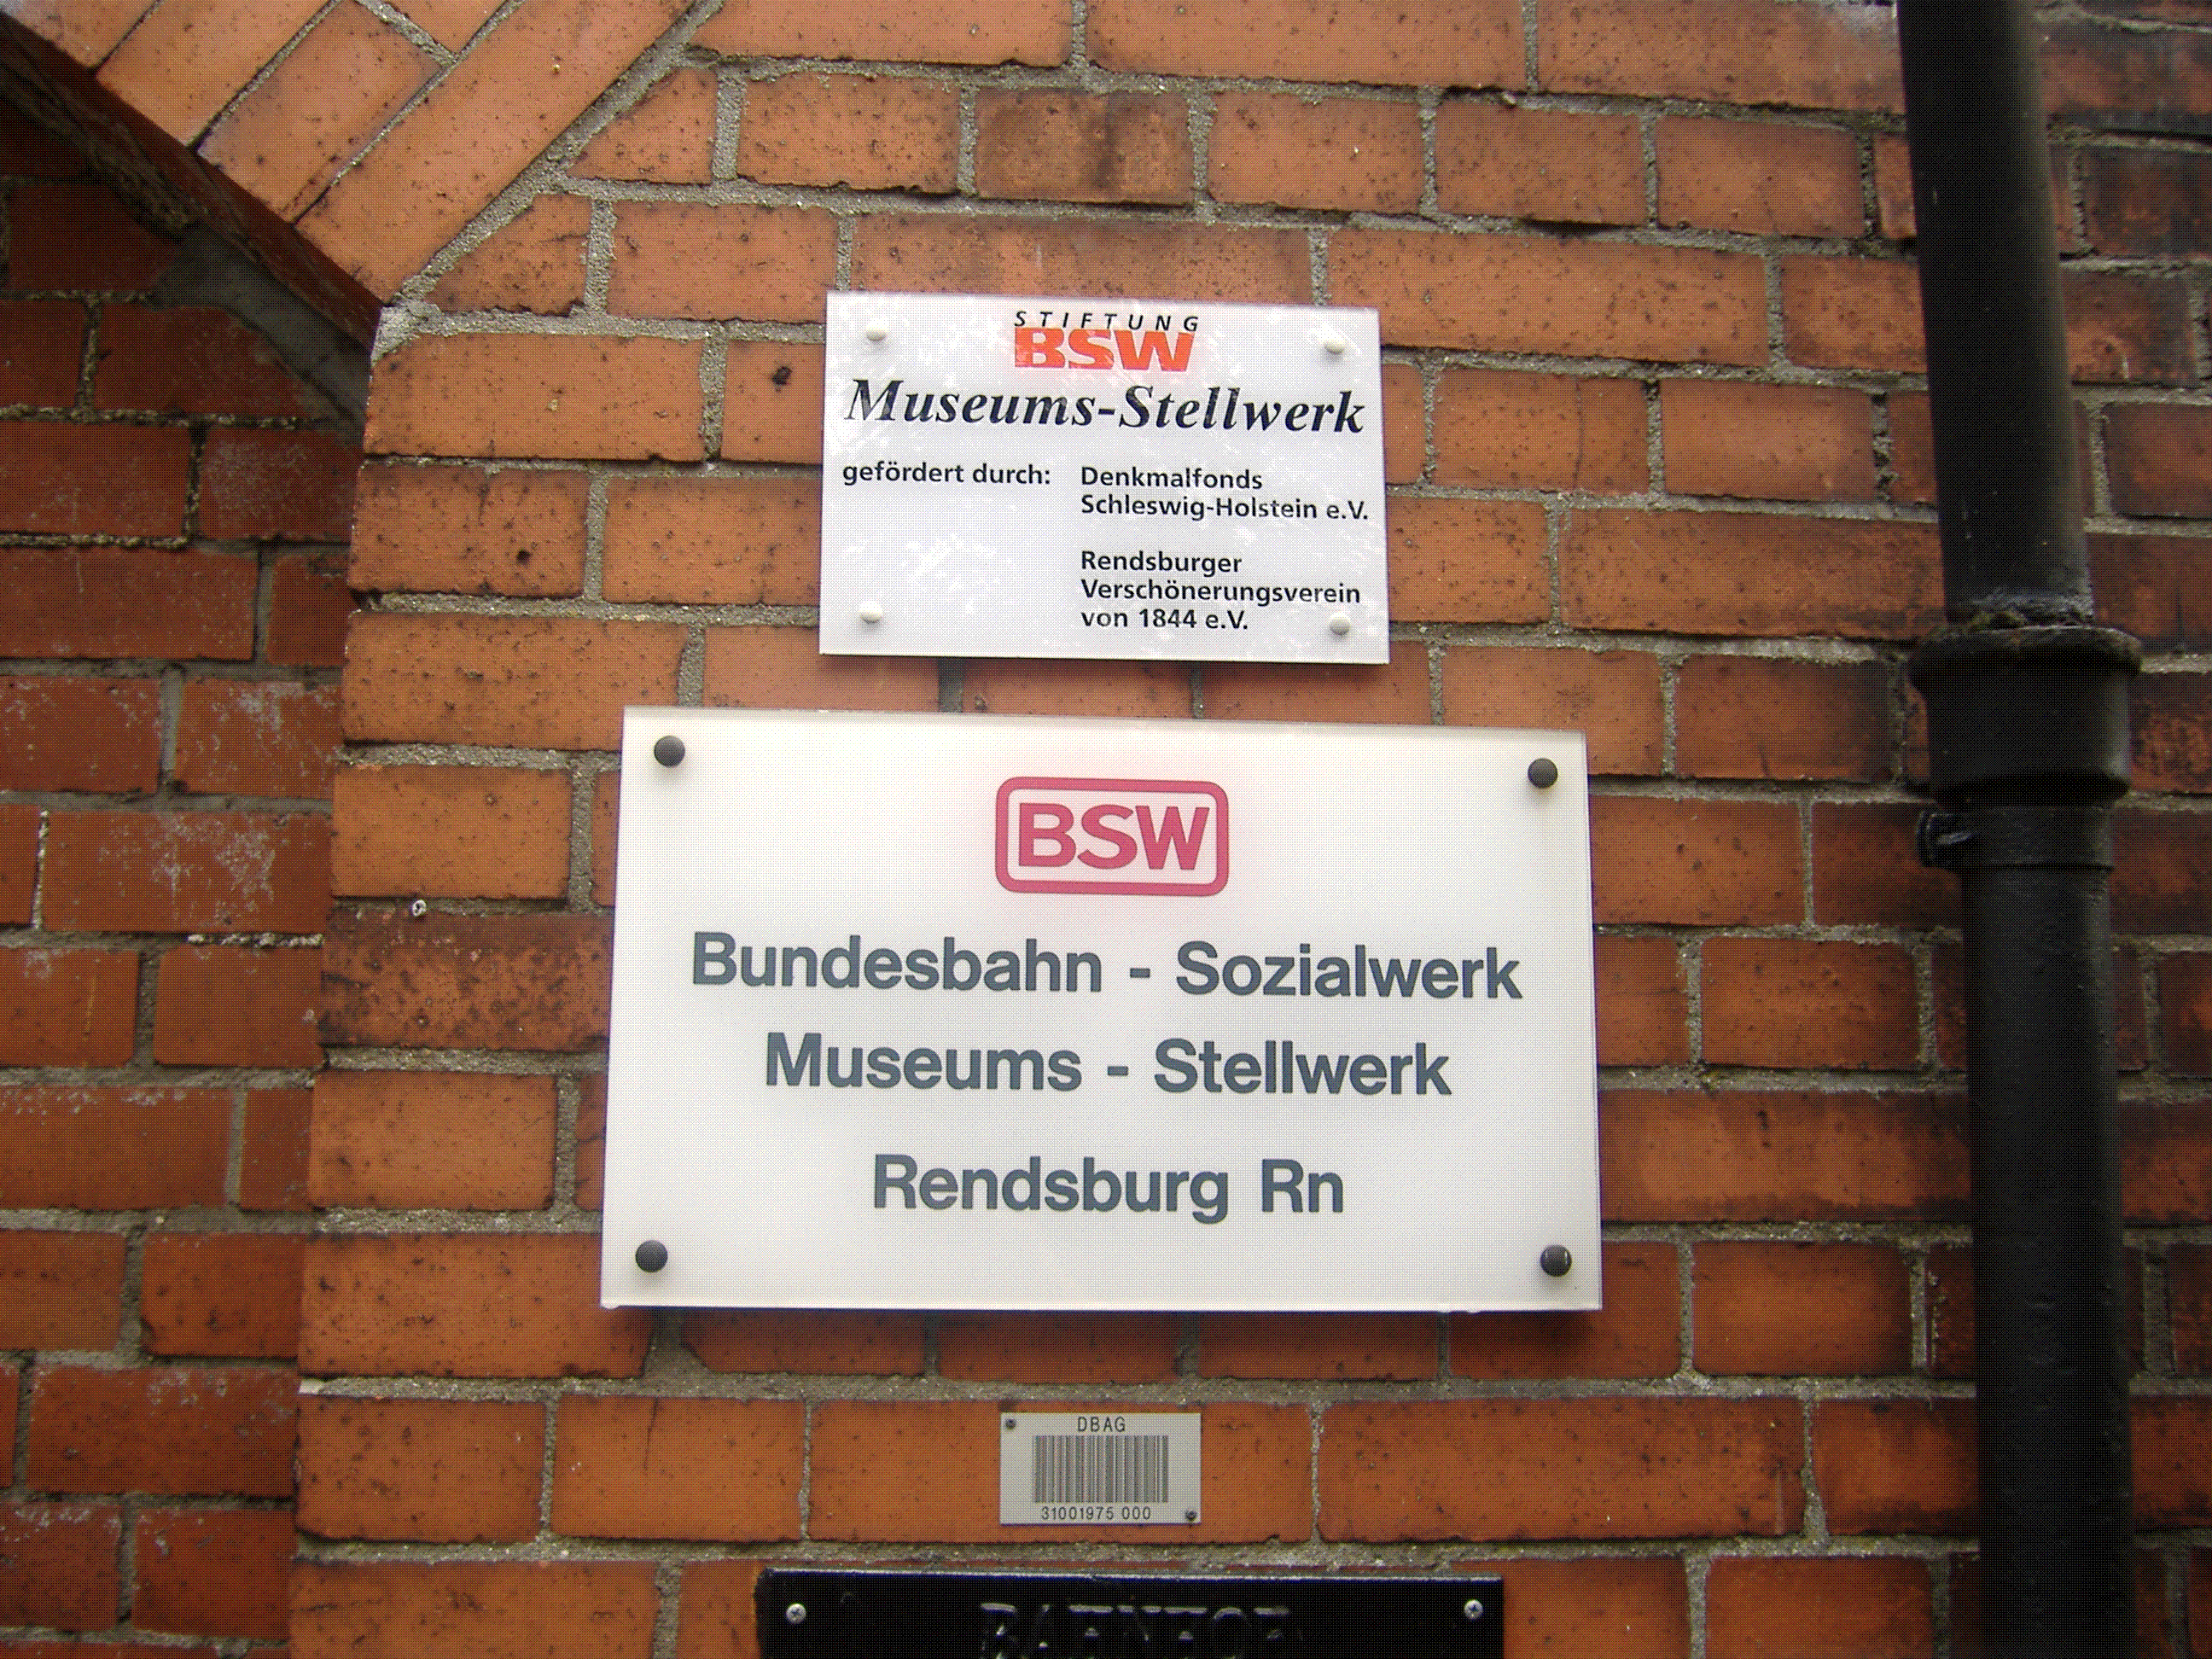 STIFTUNG
BSW
Museums-Stellwerk
gefördert durch: Denkmalfonds
Schleswig-Holstein e.V.
Rendsburger
Verschönerungsverein
von 1844 e.V.
BSW
Bundesbahn - Sozialwerk
Museums - Stellwerk
Rendsburg Rn
DBAG
31001975 000